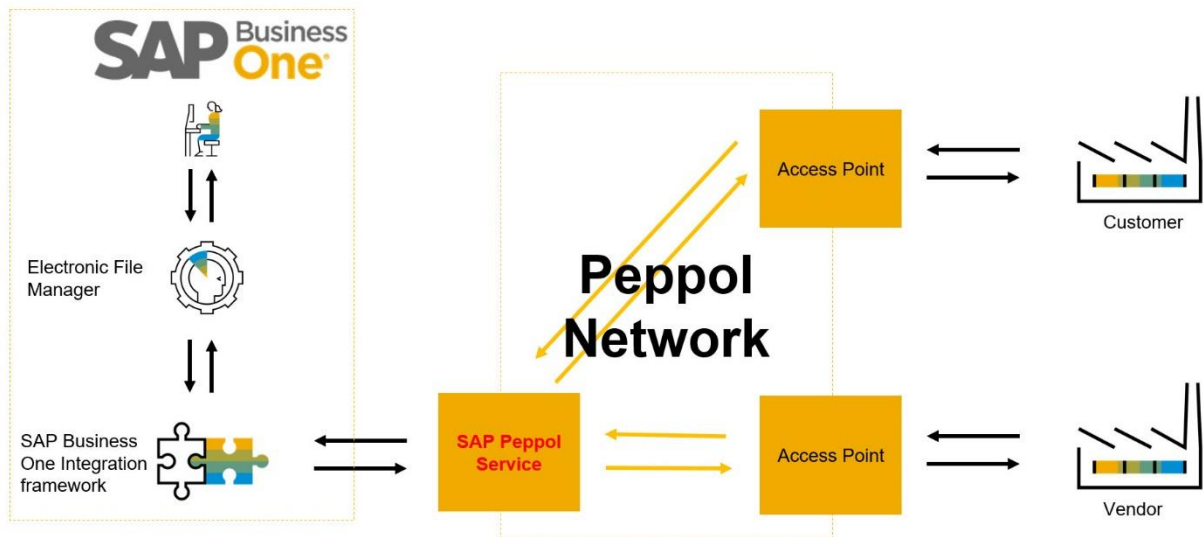 SAP Business
One
Electronic File
Manager
SAP Business
One Integration
framework
SAP Peppol
Service
Peppol
Network
Access Point
Access Point
Customer
Vendor